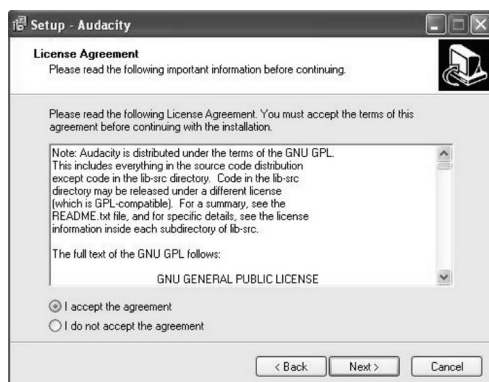 Setup - Audacity
License Agreement
Please read the following important information before continuing.
Please read the following License Agreement. You must accept the terms of this
agreement before continuing with the installation.
Note: Audacity is distributed under the terms of the GNU GPL.
This includes everything in the source code distribution
except code in the lib-src directory. Code in the lib-src
directory may be released under a different license
(which is GPL-compatible). For a summary, see the
README.txt file, and for specific details, see the license
information inside each subdirectory of lib-src.
The full text of the GNU GPL follows:
GNU GENERAL PUBLIC LICENSE
I accept the agreement
I do not accept the agreement
< Back Next > Cancel